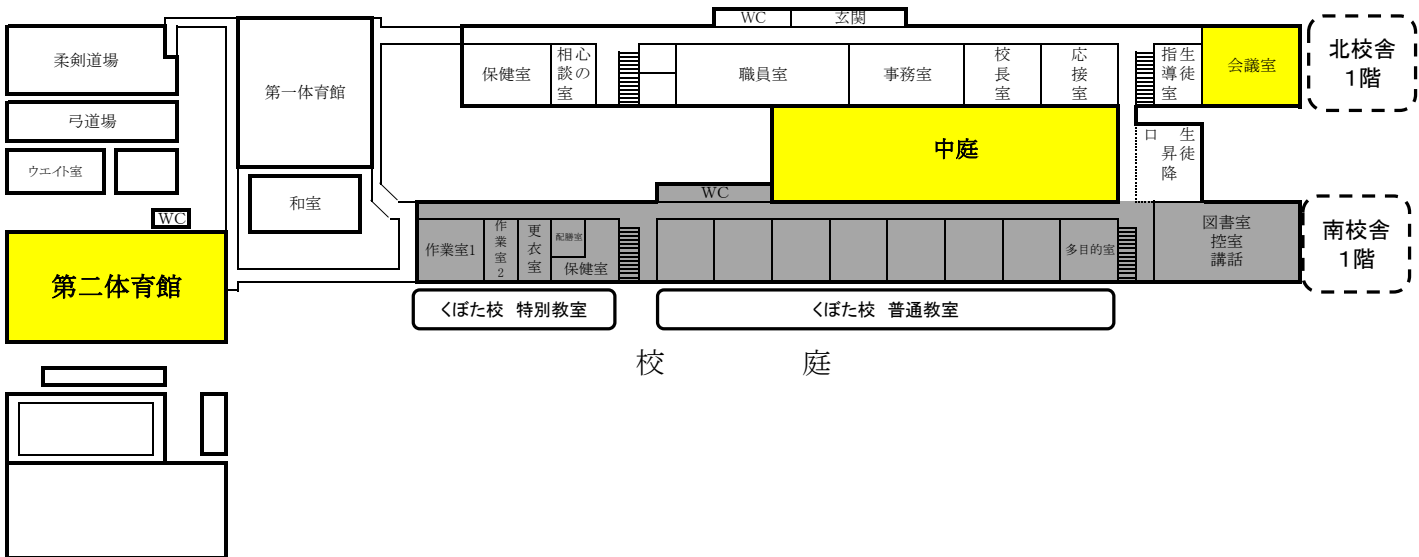 WC
玄関
柔剣道場
第一体育館
保健室
心の
相談室
職員室
事務室
校長室
応接室
生徒
指導室
会議室
北校舎
1階
弓道場
ウエイト室
中庭
生徒
昇降
口
WC
和室
WC
作業室1
作業室2
更衣室
配膳室
保健室
多目的室
図書室
控室
講話
南校舎
1階
第二体育館
くぼた校 特別教室
くぼた校 普通教室
校庭